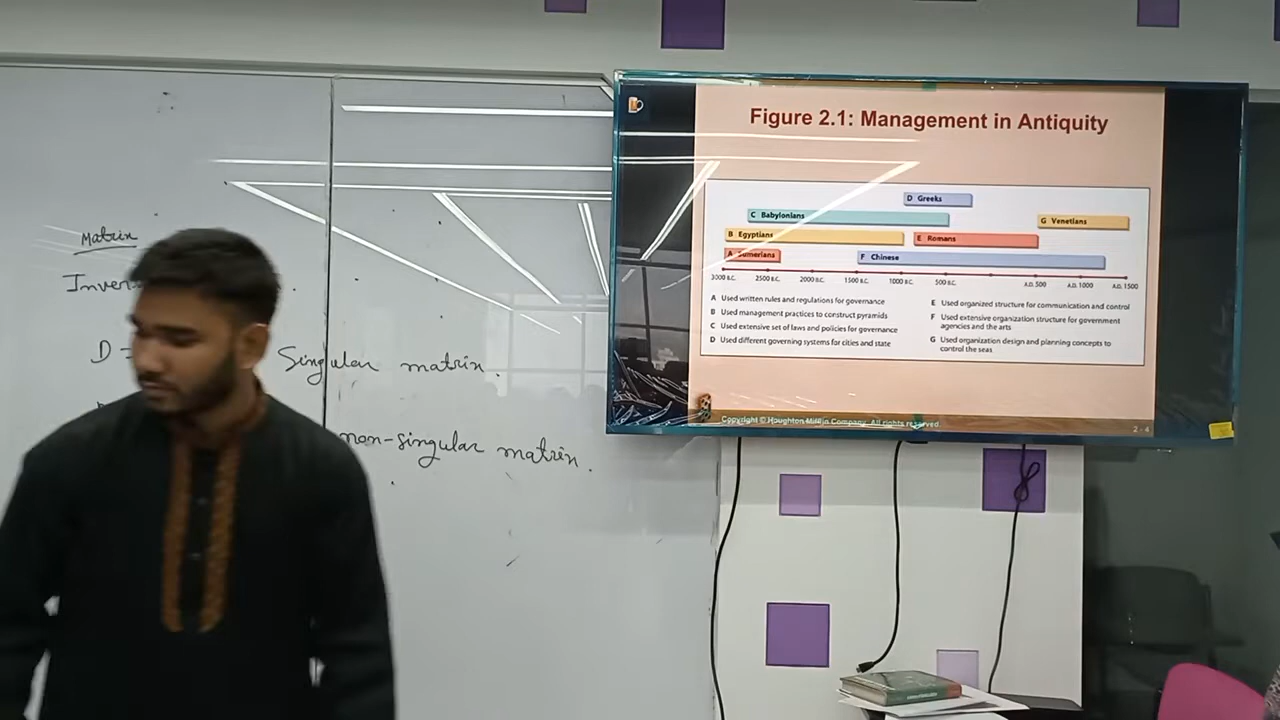 Matrix
D
Singular matrix.
non-singular matrix.
Figure 2.1: Management in Antiquity
D Greeks
C Babylonians
G Venetians
B Egyptians
E Romans
A Sumerians
F Chinese
3000 B.C. 2500 B.C. 2000 B.C. 1500 B.C. 1000 B.C. 500 B.C. A.D. 500 A.D. 1000 A.D. 1500
A Used written rules and regulations for governance
B Used management practices to construct pyramids
C Used extensive set of laws and policies for governance
D Used different governing systems for cities and state
E Used organized structure for communication and control
F Used extensive organization structure for government
agencies and the arts
G Used organization design and planning concepts to
control the seas
Copyright © Houghton Mifflin Company. All rights reserved.
2 - 4